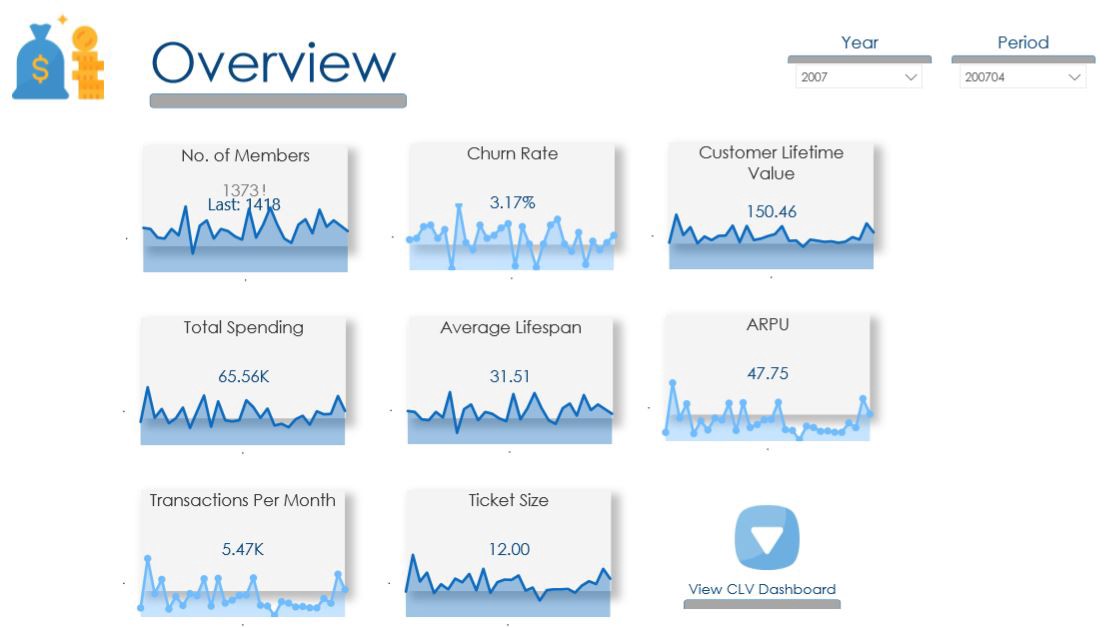 $
Overview
Year
2007
Period
200704
No. of Members
1373!
Last: 1418
Churn Rate
3.17%
Customer Lifetime
Value
150.46
Total Spending
65.56K
Average Lifespan
31.51
ARPU
47.75
Transactions Per Month
5.47K
Ticket Size
12.00
View CLV Dashboard